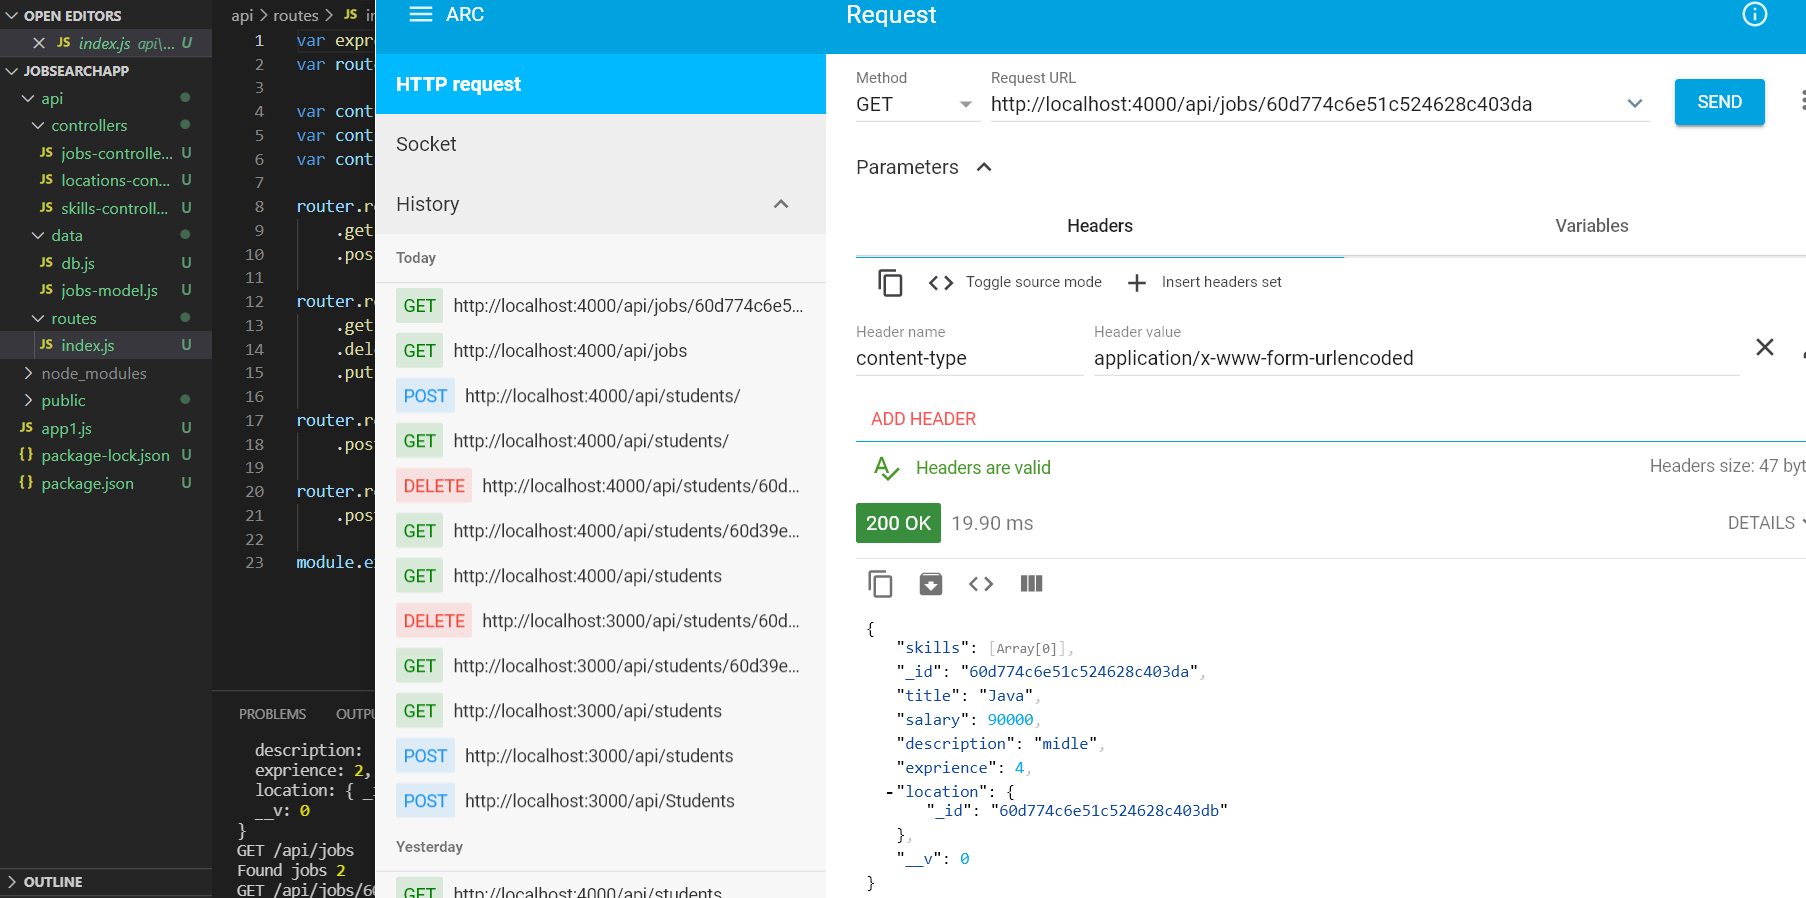 OPEN EDITORS
JS index.js api\... U
JOBSEARCHAPP
api
controllers
JS jobs-controlle... U
JS locations-con... U
JS skills-controll... U
data
JS db.js U
JS jobs-model.js U
routes
JS index.js U
node_modules
public
JS app1.js U
{} package-lock.json U
{} package.json U
OUTLINE
api > routes > JS
1 var expr
2 var rout
3
4 var cont
5 var cont
6 var cont
7
8 router.r
9 .get
10 .pos
11
12 router.r
13 .get
14 .del
15 .put
16
17 router.r
18 .pos
19
20 router.r
21 .pos
22
23 module.e
PROBLEMS OUTPU
description:
exprience: 2,
location: { _
__v: 0
}
GET /api/jobs
Found jobs 2
GET /api/jobs/60
ARC
HTTP request
Socket
History
Today
GET http://localhost:4000/api/jobs/60d774c6e5...
GET http://localhost:4000/api/jobs
POST http://localhost:4000/api/students/
GET http://localhost:4000/api/students/
DELETE http://localhost:4000/api/students/60d...
GET http://localhost:4000/api/students/60d39e...
GET http://localhost:4000/api/students
DELETE http://localhost:3000/api/students/60d...
GET http://localhost:3000/api/students/60d39e...
GET http://localhost:3000/api/students
POST http://localhost:3000/api/students
POST http://localhost:3000/api/Students
Yesterday
GET http://localhost:4000/api/students
Request
Method
GET
Request URL
http://localhost:4000/api/jobs/60d774c6e51c524628c403da
SEND
Parameters
Headers Variables
Toggle source mode Insert headers set
Header name Header value
content-type application/x-www-form-urlencoded
ADD HEADER
Headers are valid Headers size: 47 byt
200 OK 19.90 ms DETAILS
{
"skills": [Array[0]],
"_id": "60d774c6e51c524628c403da",
"title": "Java",
"salary": 90000,
"description": "midle",
"exprience": 4,
-"location": {
"_id": "60d774c6e51c524628c403db"
},
"__v": 0
}